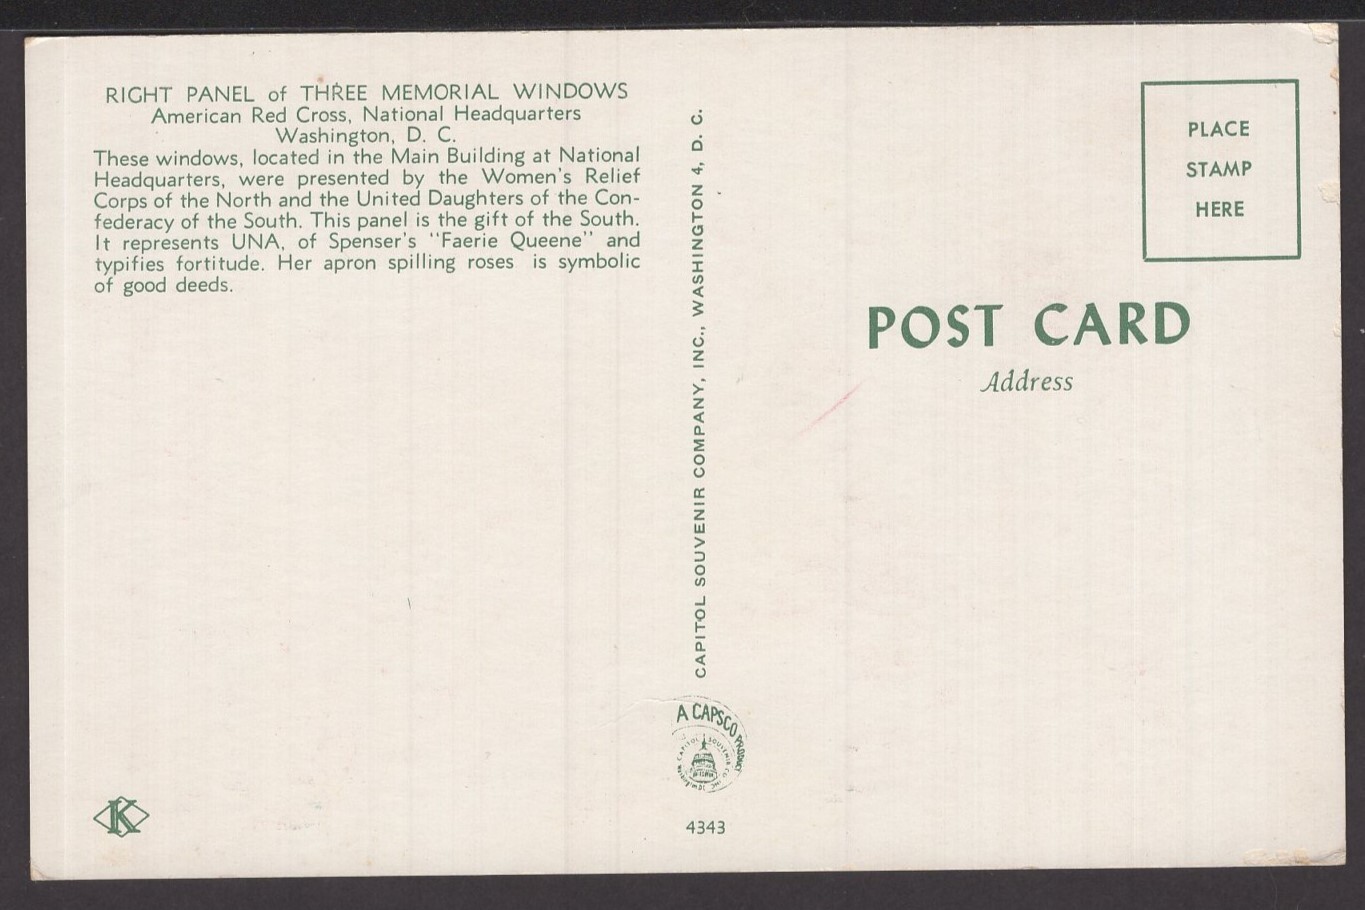 RIGHT PANEL of THREE MEMORIAL WINDOWS
American Red Cross, National Headquarters
Washington, D. C.
These windows, located in the Main Building at National
Headquarters, were presented by the Women's Relief
Corps of the North and the United Daughters of the Con-
federacy of the South. This panel is the gift of the South.
It represents UNA, of Spenser's "Faerie Queene" and
typifies fortitude. Her apron spilling roses is symbolic
of good deeds.
CAPITOL SOUVENIR COMPANY, INC., WASHINGTON 4, D. C.
A CAPSCO PRODUCT
CAPITOL SOUVENIR CO. INC.
4343
K
PLACE
STAMP
HERE
POST CARD
Address